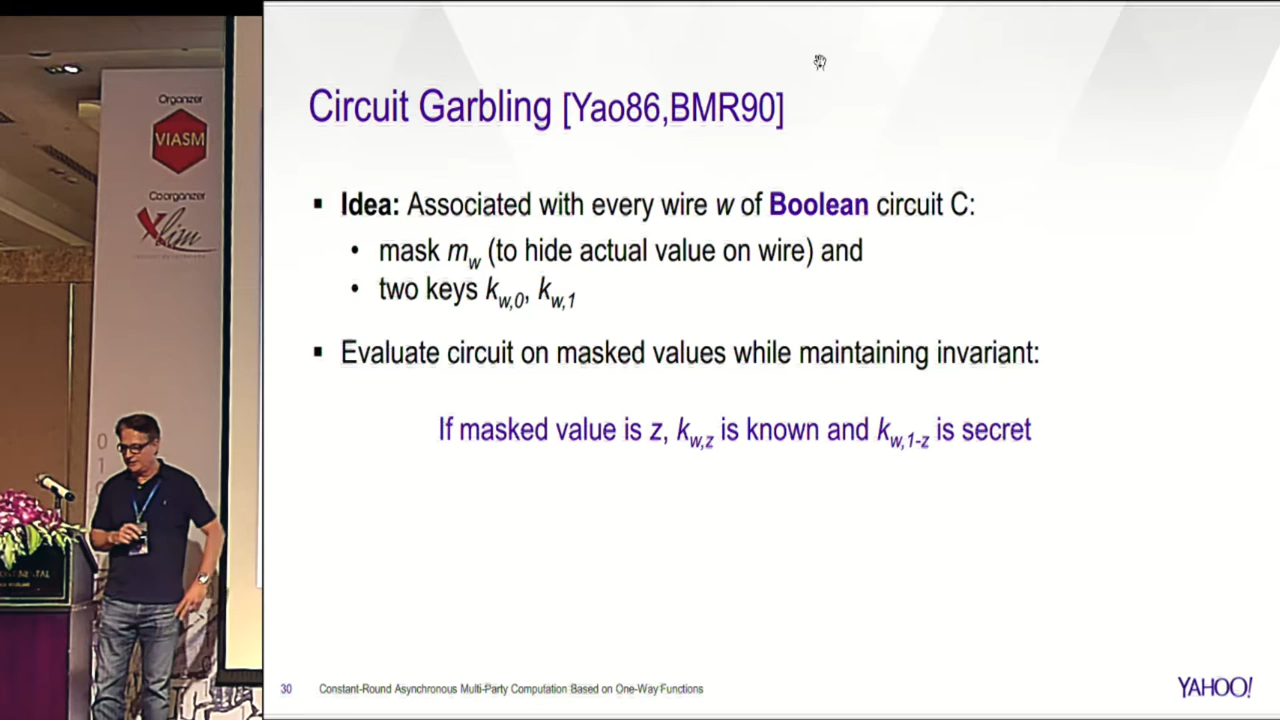 Organizer
VIASM
Coorganizer
Xlim
Circuit Garbling [Yao86,BMR90]
▪ Idea: Associated with every wire w of Boolean circuit C:
• mask m_w (to hide actual value on wire) and
• two keys k_w,0, k_w,1
▪ Evaluate circuit on masked values while maintaining invariant:
If masked value is z, k_w,z is known and k_w,1-z is secret
30 Constant-Round Asynchronous Multi-Party Computation Based on One-Way Functions
YAHOO!